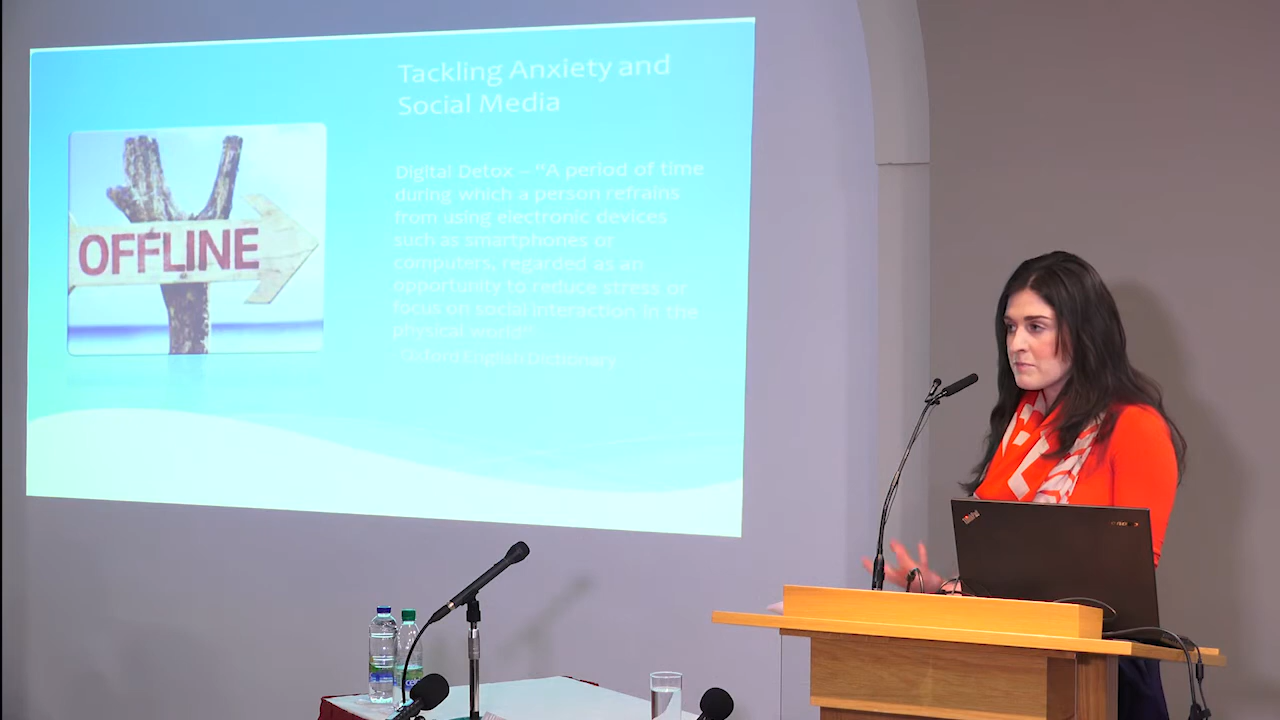 Tackling Anxiety and
Social Media
Digital Detox – "A period of time
during which a person refrains
from using electronic devices
such as smartphones or
computers, regarded as an
opportunity to reduce stress or
focus on social interaction in the
physical world!"
Oxford English Dictionary
OFFLINE
ThinkPad